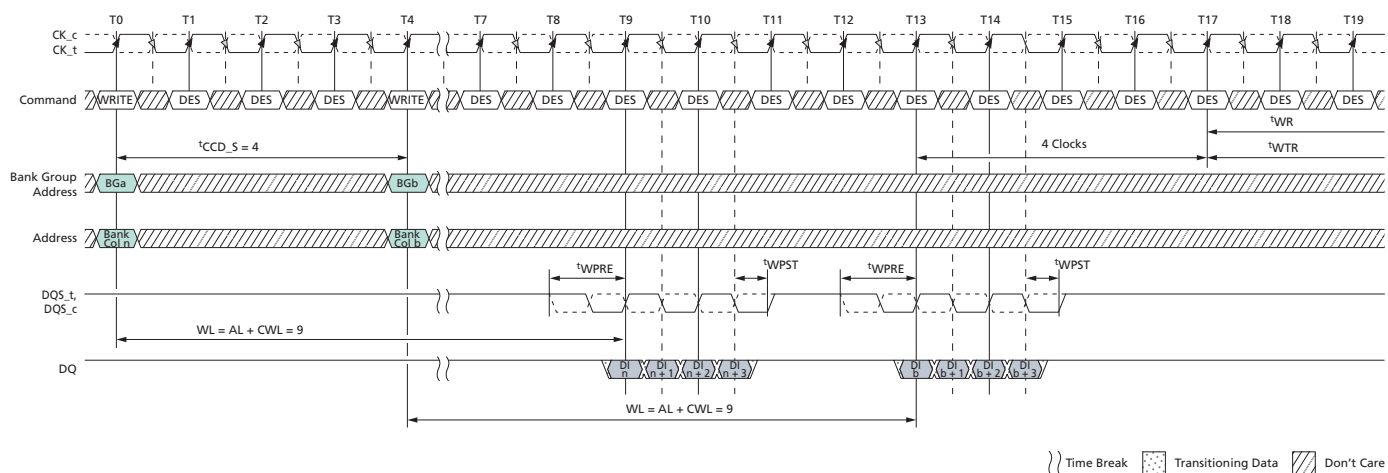 T0 T1 T2 T3 T4 T7 T8 T9 T10 T11 T12 T13 T14 T15 T16 T17 T18 T19
CK_c
CK_t
Command WRITE DES DES DES WRITE DES DES DES DES DES DES DES DES DES DES DES DES DES
tWR
tCCD_S = 4 4 Clocks tWTR
Bank Group
Address BGa BGb
Address Bank
Col n Bank
Col b
tWPRE tWPST tWPRE tWPST
DQS_t,
DQS_c
WL = AL + CWL = 9
DQ DI
n DI
n + 1 DI
n + 2 DI
n + 3 DI
b DI
b + 1 DI
b + 2 DI
b + 3
WL = AL + CWL = 9
Time Break Transitioning Data Don't Care